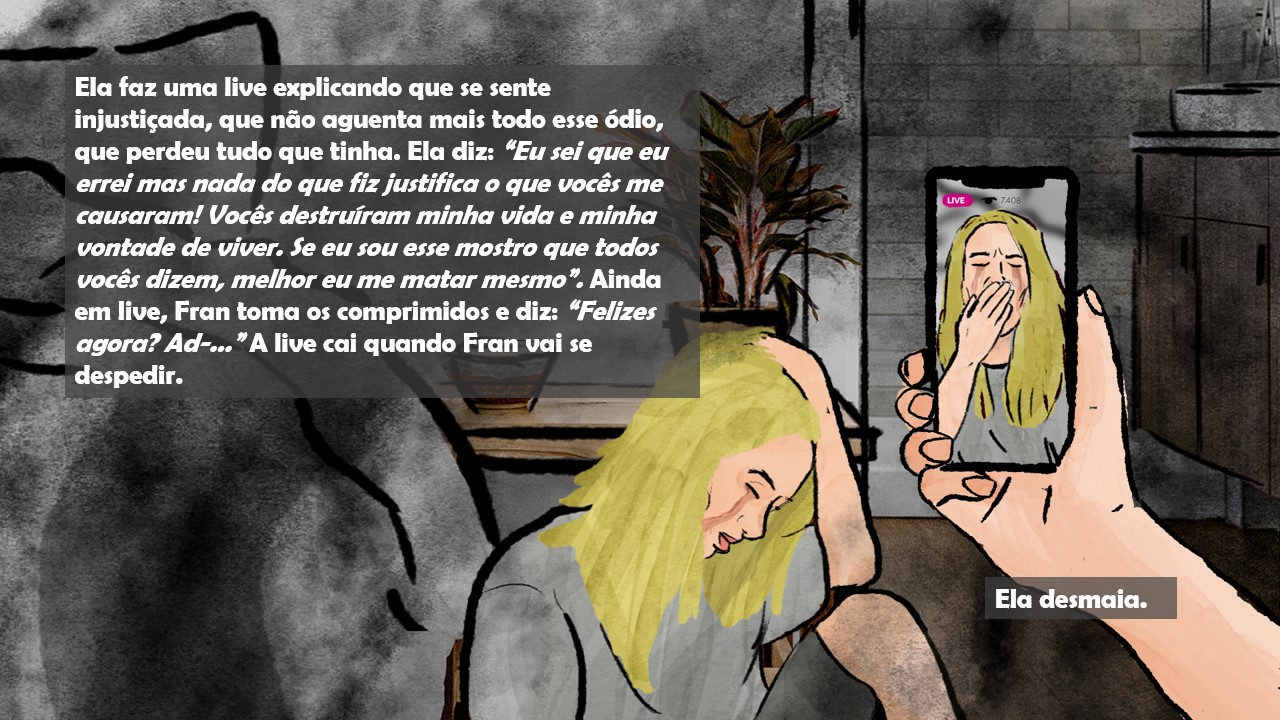 Ela faz uma live explicando que se sente
injustiçada, que não aguenta mais todo esse ódio,
que perdeu tudo que tinha. Ela diz: “Eu sei que eu
errei mas nada do que fiz justifica o que vocês me
causaram! Vocês destruíram minha vida e minha
vontade de viver. Se eu sou esse mostro que todos
vocês dizem, melhor eu me matar mesmo”. Ainda
em live, Fran toma os comprimidos e diz: “Felizes
agora? Ad-...” A live cai quando Fran vai se
despedir.
LIVE 7.408
Ela desmaia.